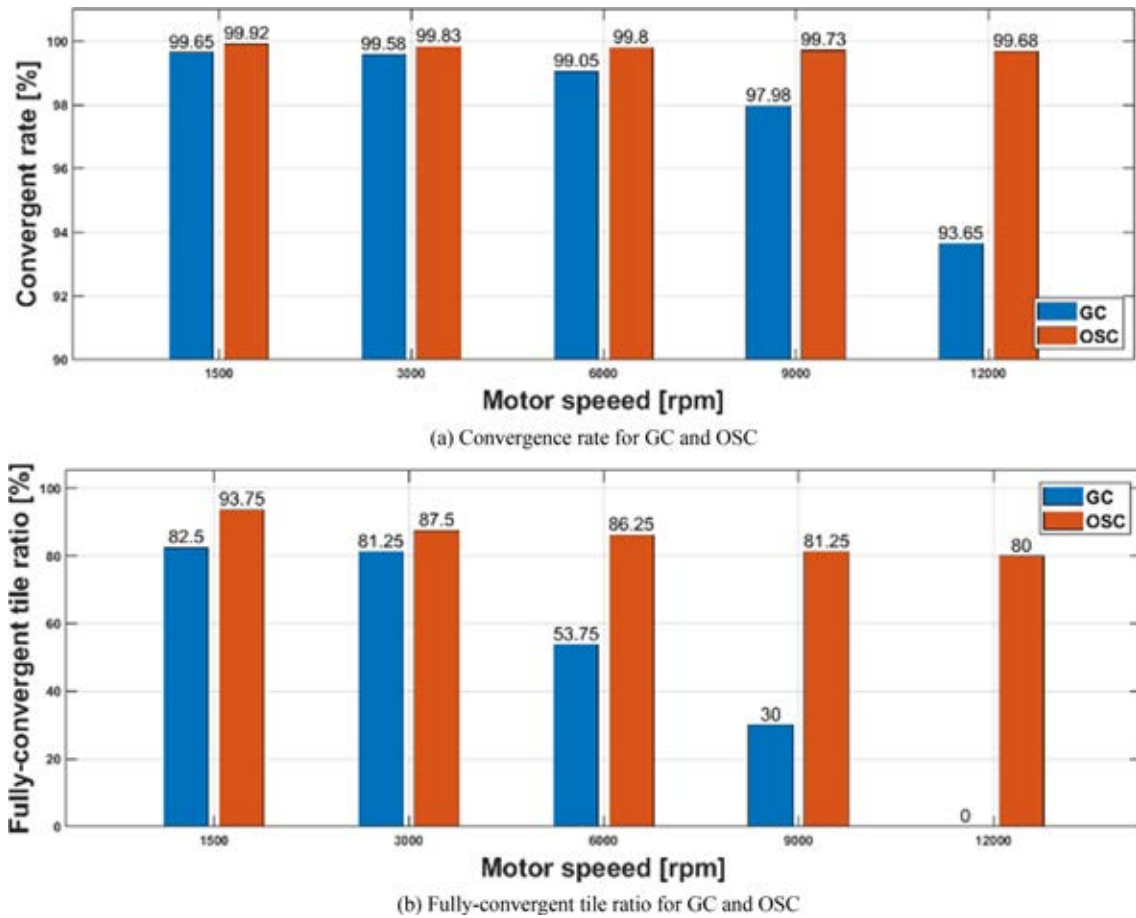 99.65 99.92 99.58 99.83 99.05 99.8 97.98 99.73 93.65 99.68
100
98
96
94
92
90
Convergent rate [%]
GC
OSC
1500 3000 6000 9000 12000
Motor speeed [rpm]
(a) Convergence rate for GC and OSC
82.5 93.75 81.25 87.5 53.75 86.25 30 81.25 0 80
100
80
60
40
20
0
Fully-convergent tile ratio [%]
GC
OSC
1500 3000 6000 9000 12000
Motor speeed [rpm]
(b) Fully-convergent tile ratio for GC and OSC